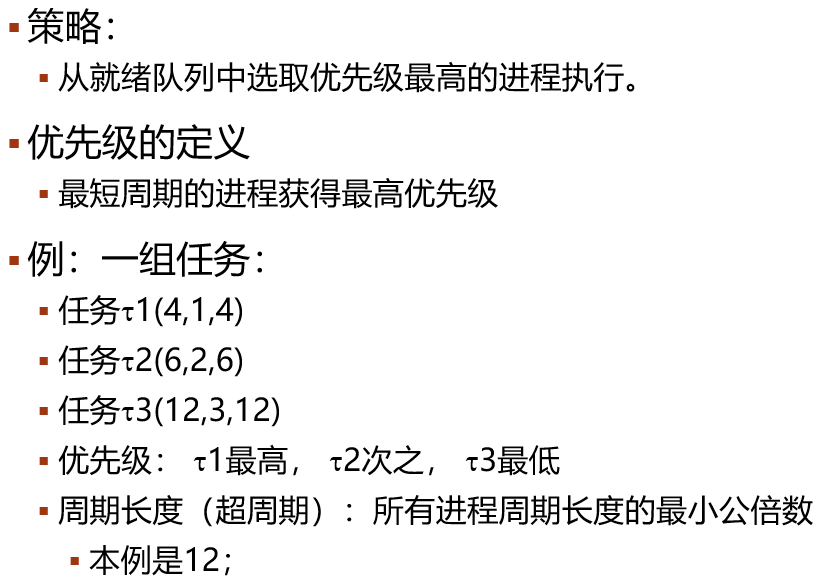 策略：
从就绪队列中选取优先级最高的进程执行。
优先级的定义
最短周期的进程获得最高优先级
例：一组任务：
任务τ1(4,1,4)
任务τ2(6,2,6)
任务τ3(12,3,12)
优先级： τ1最高， τ2次之， τ3最低
周期长度（超周期）：所有进程周期长度的最小公倍数
本例是12；